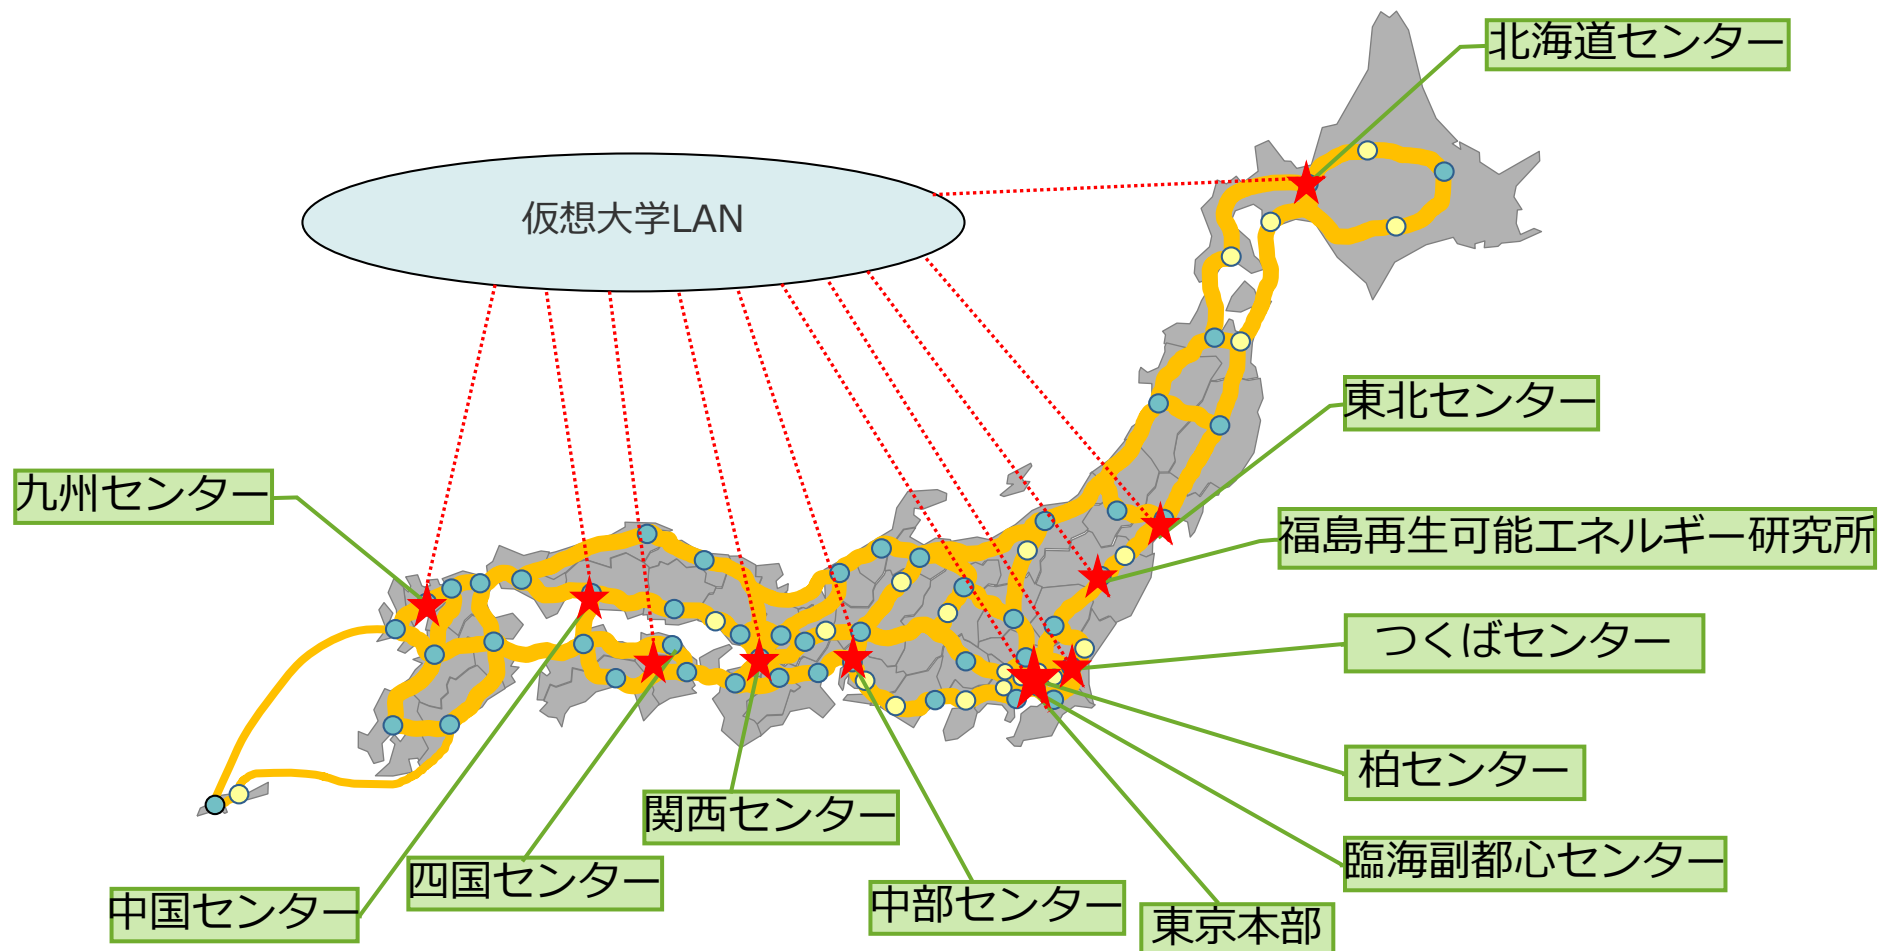 北海道センター
仮想大学LAN
東北センター
九州センター
福島再生可能エネルギー研究所
つくばセンター
柏センター
関西センター
臨海副都心センター
四国センター
中国センター
中部センター
東京本部